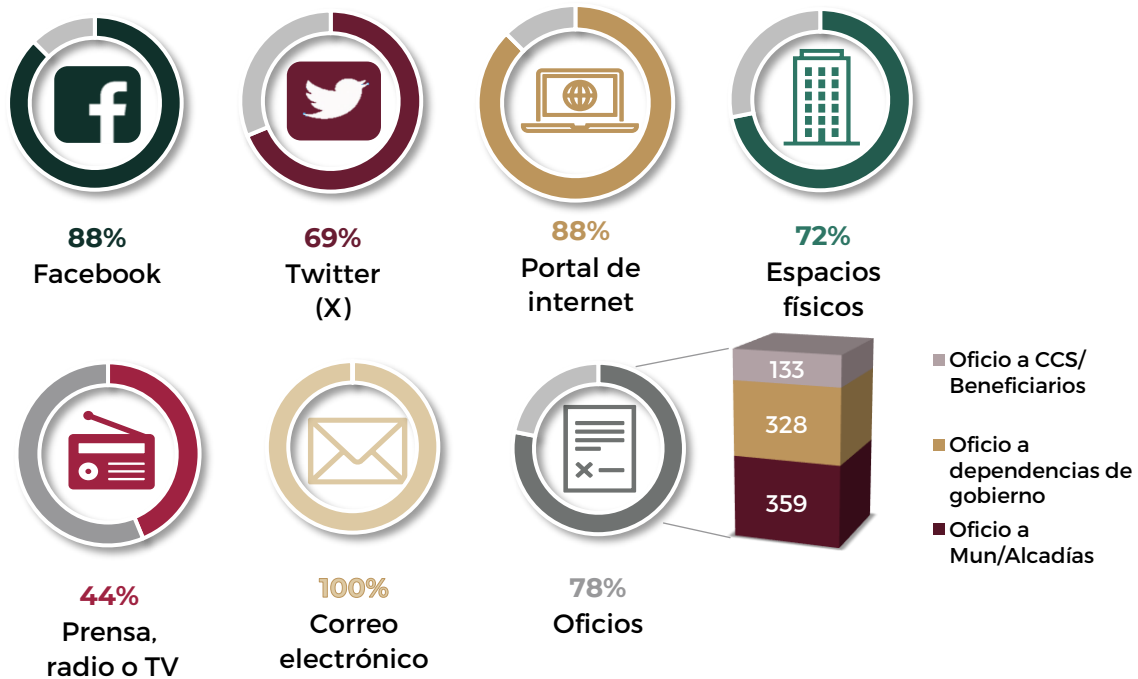 88%
Facebook
69%
Twitter
(X)
88%
Portal de
internet
72%
Espacios
físicos
44%
Prensa,
radio o TV
100%
Correo
electrónico
78%
Oficios
133
328
359
Oficio a CCS/
Beneficiarios
Oficio a
dependencias de
gobierno
Oficio a
Mun/Alcadías